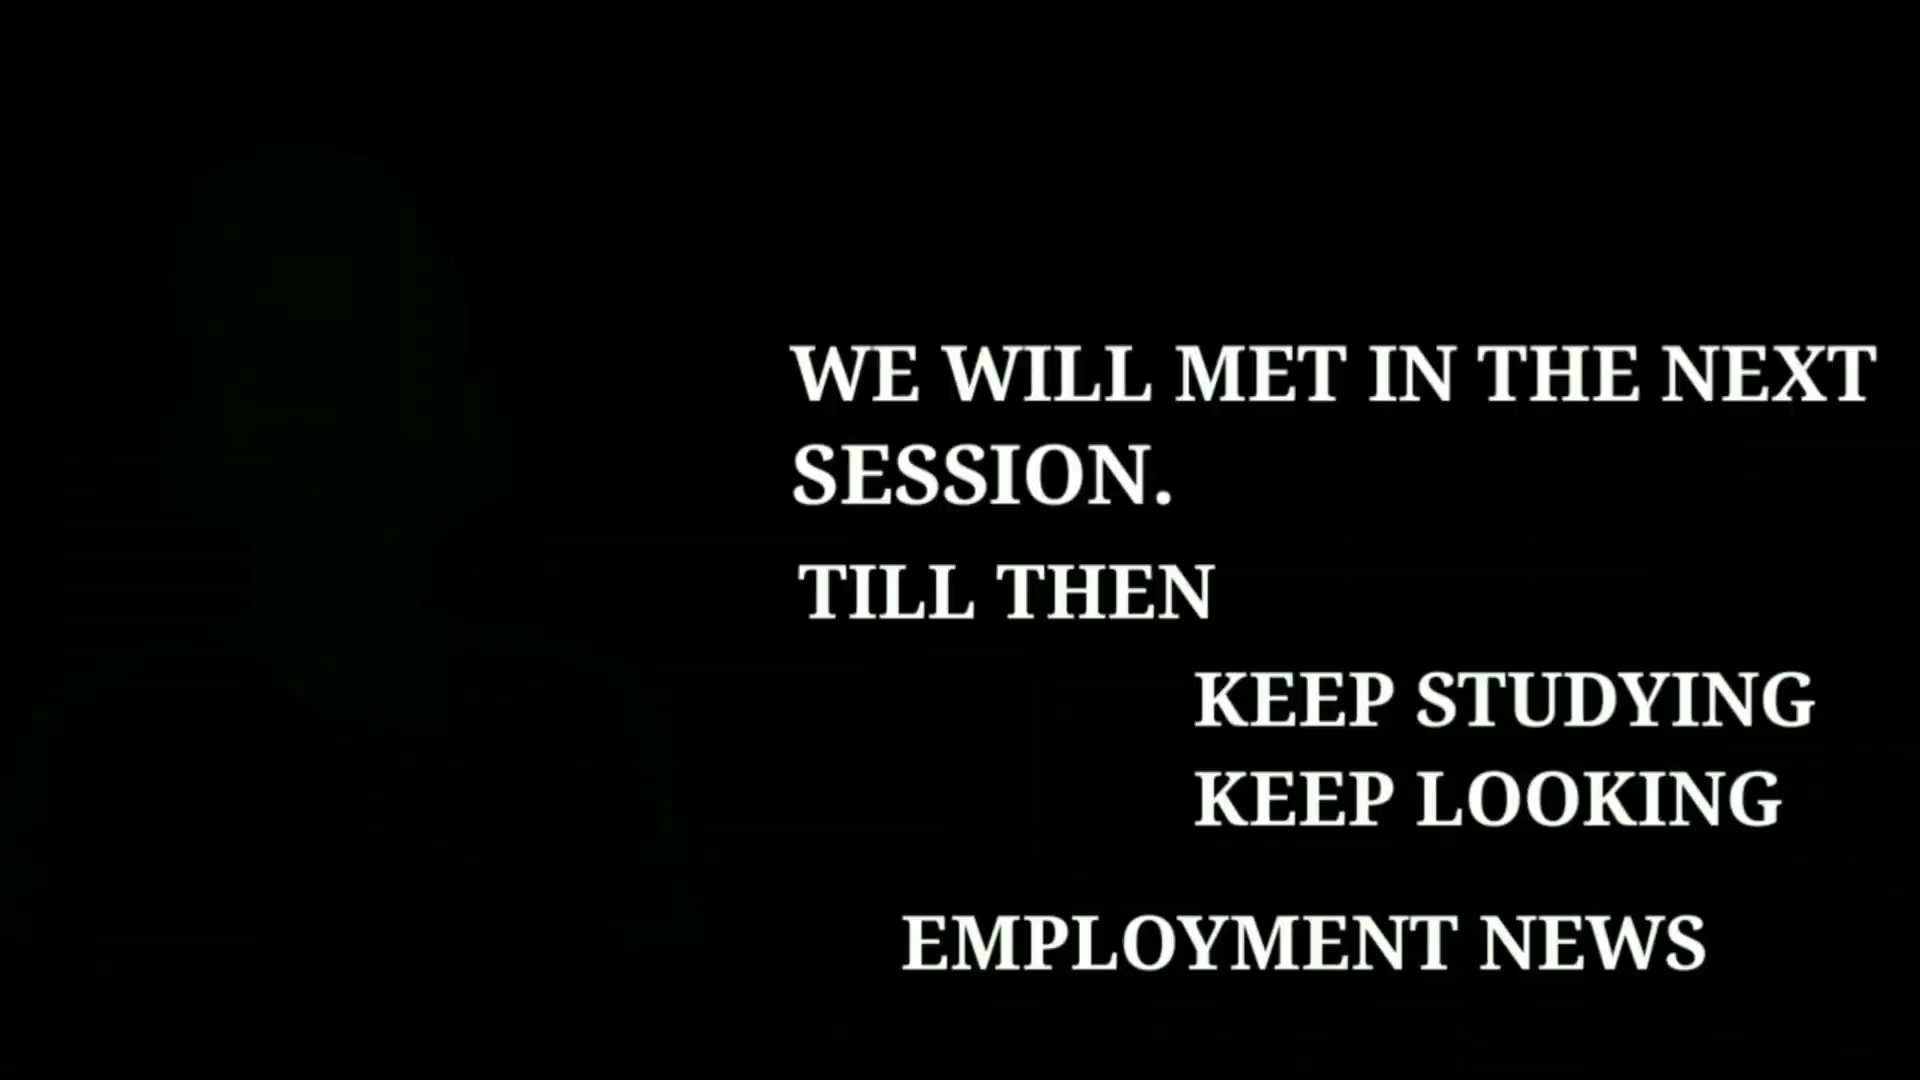 WE WILL MET IN THE NEXT
SESSION.
TILL THEN
KEEP STUDYING
KEEP LOOKING
EMPLOYMENT NEWS